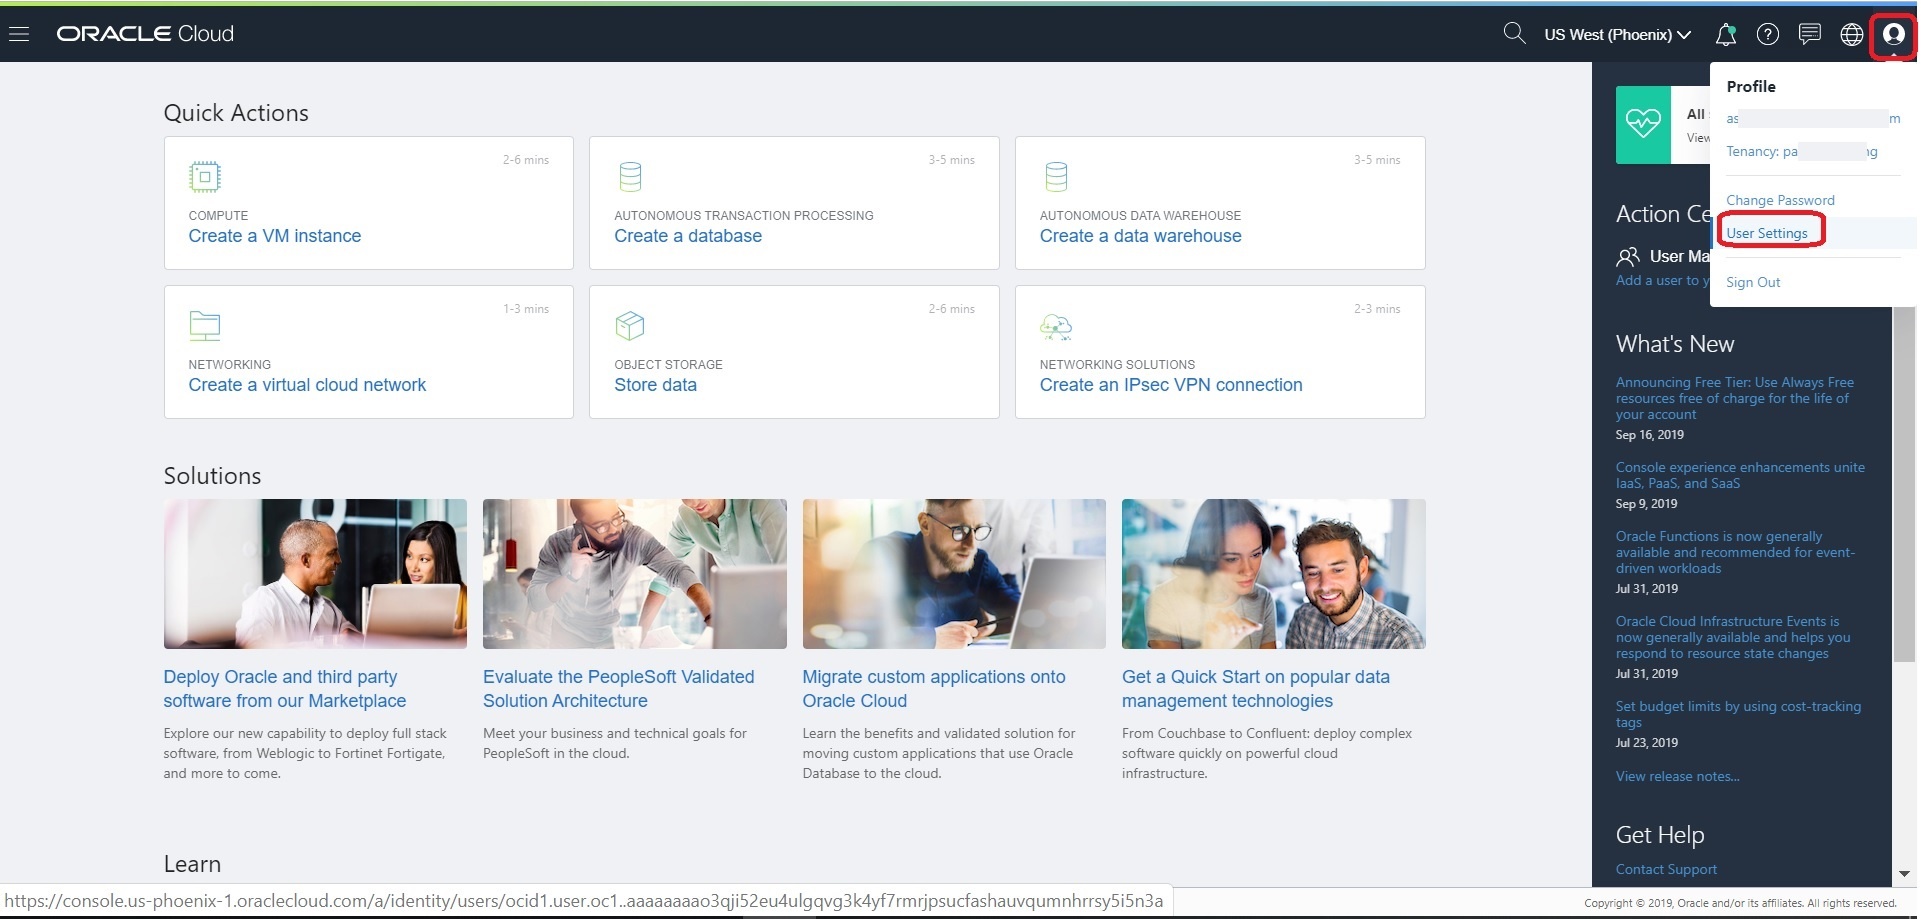 ORACLE Cloud
US West (Phoenix)
Profile
as m
Tenancy: pa ng
Change Password
User Settings
Sign Out
Quick Actions
2-6 mins
COMPUTE
Create a VM instance
3-5 mins
AUTONOMOUS TRANSACTION PROCESSING
Create a database
3-5 mins
AUTONOMOUS DATA WAREHOUSE
Create a data warehouse
1-3 mins
NETWORKING
Create a virtual cloud network
2-6 mins
OBJECT STORAGE
Store data
2-3 mins
NETWORKING SOLUTIONS
Create an IPsec VPN connection
Solutions
Deploy Oracle and third party
software from our Marketplace
Explore our new capability to deploy full stack
software, from Weblogic to Fortinet Fortigate,
and more to come.
Evaluate the PeopleSoft Validated
Solution Architecture
Meet your business and technical goals for
PeopleSoft in the cloud.
Migrate custom applications onto
Oracle Cloud
Learn the benefits and validated solution for
moving custom applications that use Oracle
Database to the cloud.
Get a Quick Start on popular data
management technologies
From Couchbase to Confluent: deploy complex
software quickly on powerful cloud
infrastructure.
Learn
All
View
Action Ce
User Ma
Add a user to y
What's New
Announcing Free Tier: Use Always Free
resources free of charge for the life of
your account
Sep 16, 2019
Console experience enhancements unite
IaaS, PaaS, and SaaS
Sep 9, 2019
Oracle Functions is now generally
available and recommended for event-
driven workloads
Jul 31, 2019
Oracle Cloud Infrastructure Events is
now generally available and helps you
respond to resource state changes
Jul 31, 2019
Set budget limits by using cost-tracking
tags
Jul 23, 2019
View release notes...
Get Help
Contact Support
https://console.us-phoenix-1.oraclecloud.com/a/identity/users/ocid1.user.oc1..aaaaaaaao3qji52eu4ulgqvg3k4yf7rmrjpsucfashauvqumnhrrsy5i5n3a
Copyright © 2019, Oracle and/or its affiliates. All rights reserved.